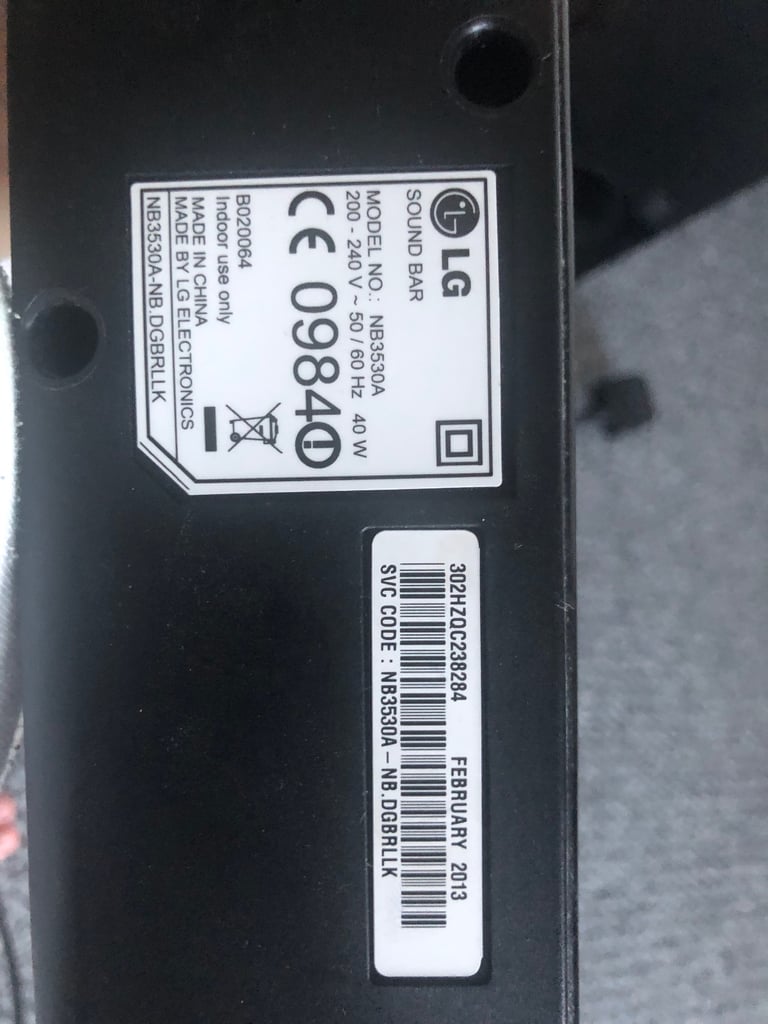 LG
SOUND BAR
MODEL NO.: NB3530A
200 - 240 V ~ 50 / 60 Hz 40 W
CE 0984
B020064
Indoor use only
MADE IN CHINA
MADE BY LG ELECTRONICS
NB3530A-NB.DGBRLLK
302HZQC238284 FEBRUARY 2013
SVC CODE : NB3530A – NB.DGBRLLK